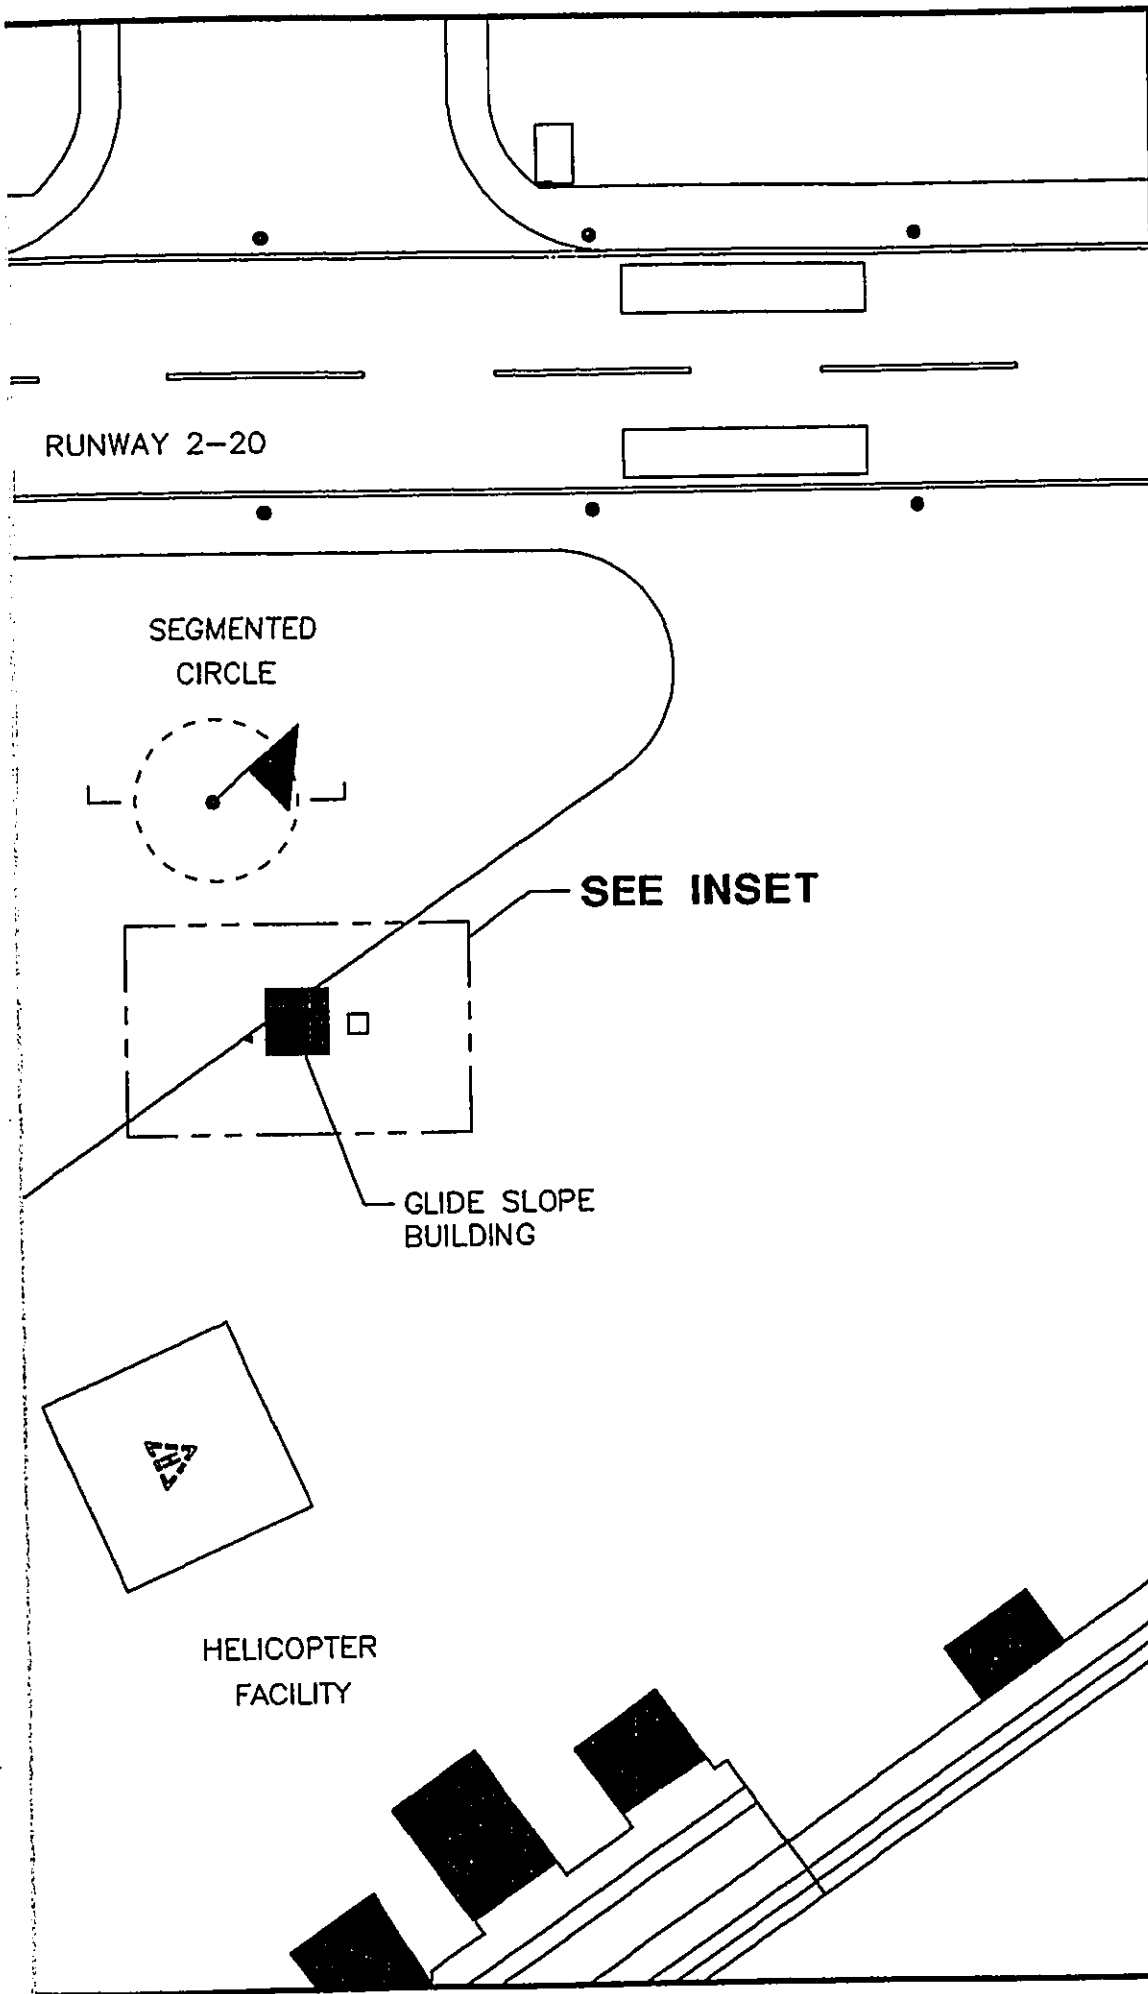 RUNWAY 2-20
SEGMENTED
CIRCLE
SEE INSET
GLIDE SLOPE
BUILDING
H
HELICOPTER
FACILITY